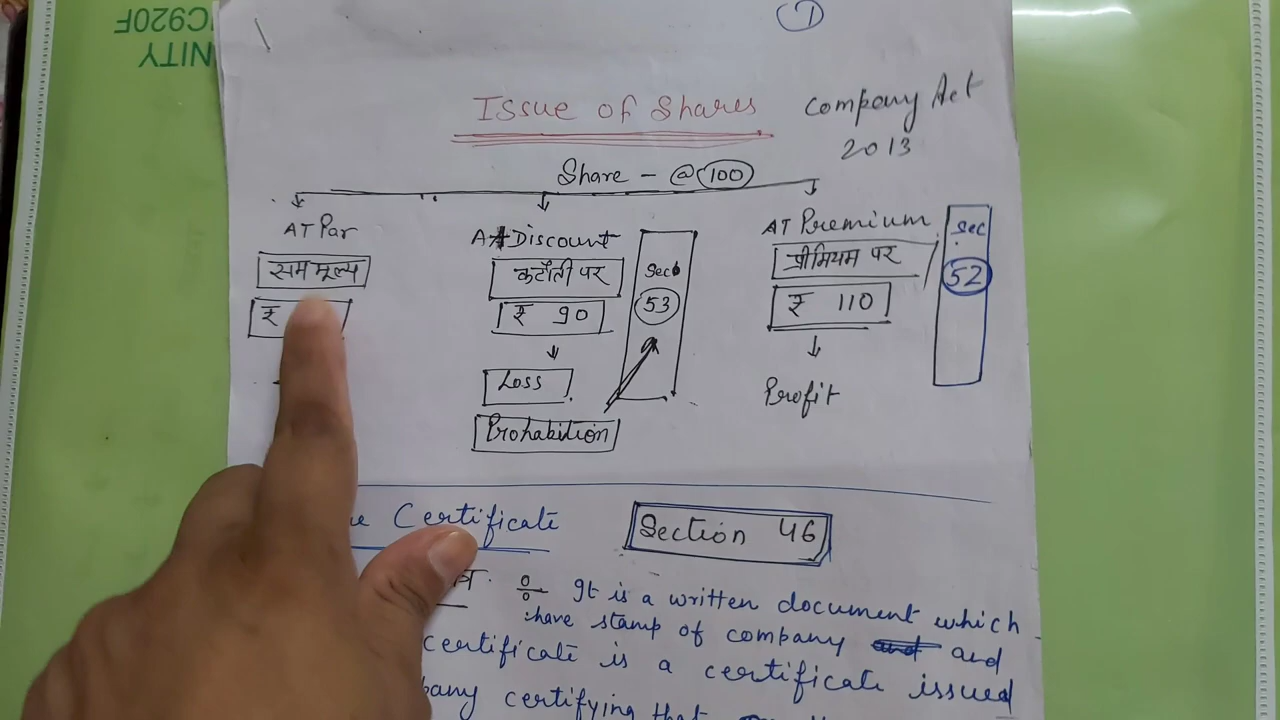 1
Issue of Shares
Company Act
2013
Share - @ 100
AT Par
सममूल्य
₹
At Discount
कटौती पर
₹ 90
Loss
Prohabition
Sec
53
AT Premium
प्रीमियम पर
₹ 110
Profit
Sec
52
Certificate
Section 46
It is a written document which
have stamp of company and and
certificate is a certificate issued
certifying that